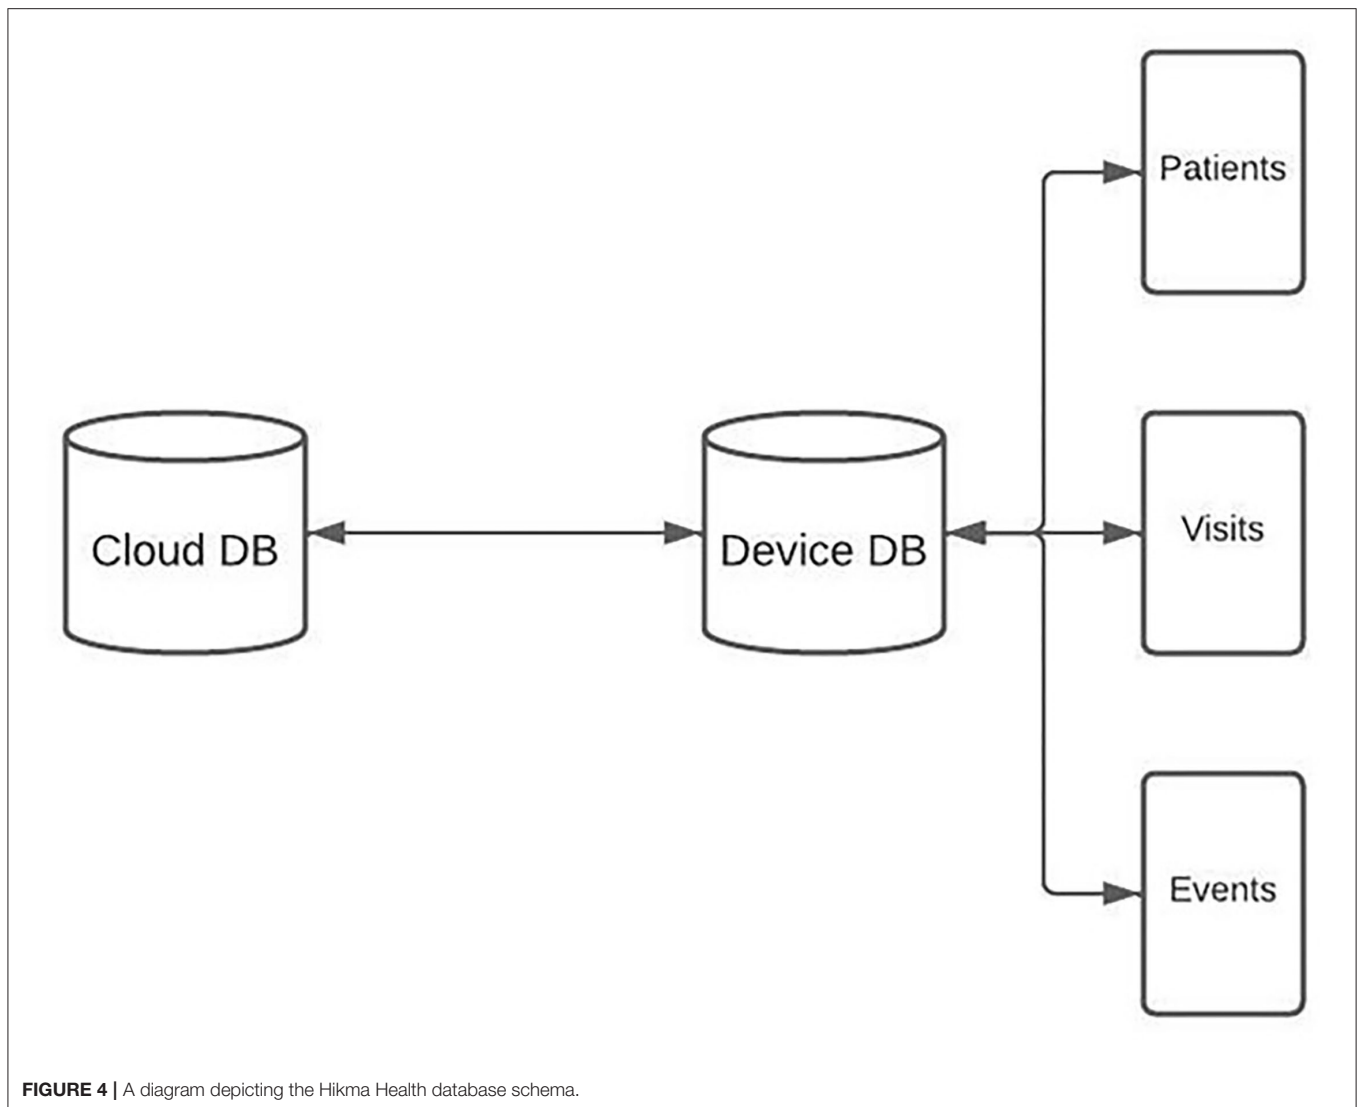 Patients
Cloud DB
Device DB
Visits
Events
FIGURE 4 | A diagram depicting the Hikma Health database schema.